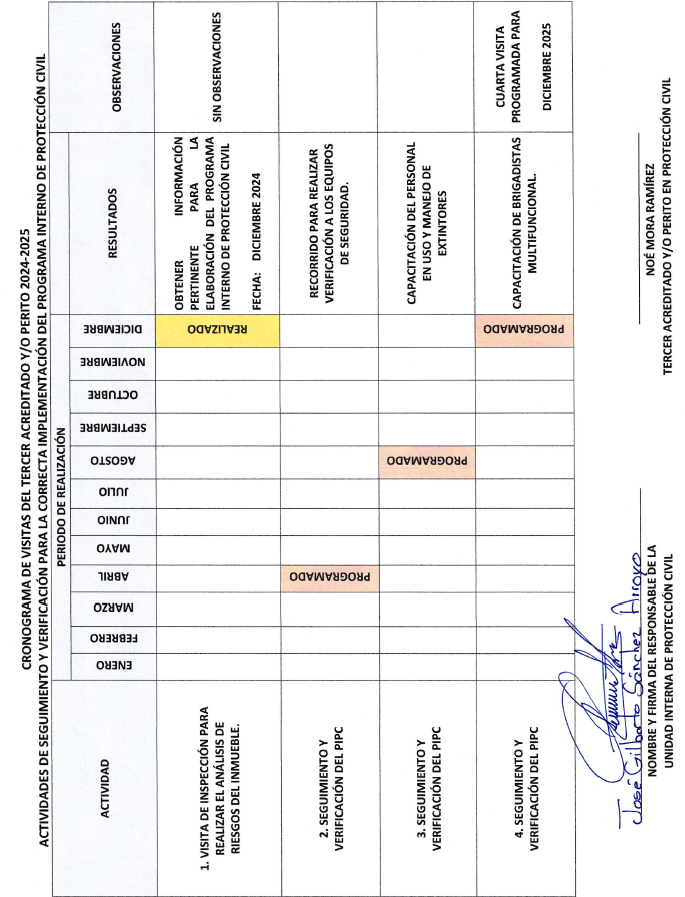 CRONOGRAMA DE VISITAS DEL TERCER ACREDITADO Y/O PERITO 2024-2025
ACTIVIDADES DE SEGUIMIENTO Y VERIFICACIÓN PARA LA CORRECTA IMPLEMENTACIÓN DEL PROGRAMA INTERNO DE PROTECCIÓN CIVIL
ACTIVIDAD
PERIODO DE REALIZACIÓN
ENERO
FEBRERO
MARZO
ABRIL
MAYO
JUNIO
JULIO
AGOSTO
SEPTIEMBRE
OCTUBRE
NOVIEMBRE
DICIEMBRE
RESULTADOS
OBSERVACIONES
1. VISITA DE INSPECCIÓN PARA
REALIZAR EL ANÁLISIS DE
RIESGOS DEL INMUEBLE.
REALIZADO
OBTENER INFORMACIÓN
PERTINENTE PARA LA
ELABORACIÓN DEL PROGRAMA
INTERNO DE PROTECCIÓN CIVIL
FECHA: DICIEMBRE 2024
SIN OBSERVACIONES
2. SEGUIMIENTO Y
VERIFICACIÓN DEL PIPC
PROGRAMADO
RECORRIDO PARA REALIZAR
VERIFICACIÓN A LOS EQUIPOS
DE SEGURIDAD.
3. SEGUIMIENTO Y
VERIFICACIÓN DEL PIPC
PROGRAMADO
CAPACITACIÓN DEL PERSONAL
EN USO Y MANEJO DE
EXTINTORES
4. SEGUIMIENTO Y
VERIFICACIÓN DEL PIPC
PROGRAMADO
CAPACITACIÓN DE BRIGADISTAS
MULTIFUNCIONAL.
CUARTA VISITA
PROGRAMADA PARA
DICIEMBRE 2025
José Gilberto Sánchez Arroyo
NOMBRE Y FIRMA DEL RESPONSABLE DE LA
UNIDAD INTERNA DE PROTECCIÓN CIVIL
NOÉ MORA RAMÍREZ
TERCER ACREDITADO Y/O PERITO EN PROTECCIÓN CIVIL